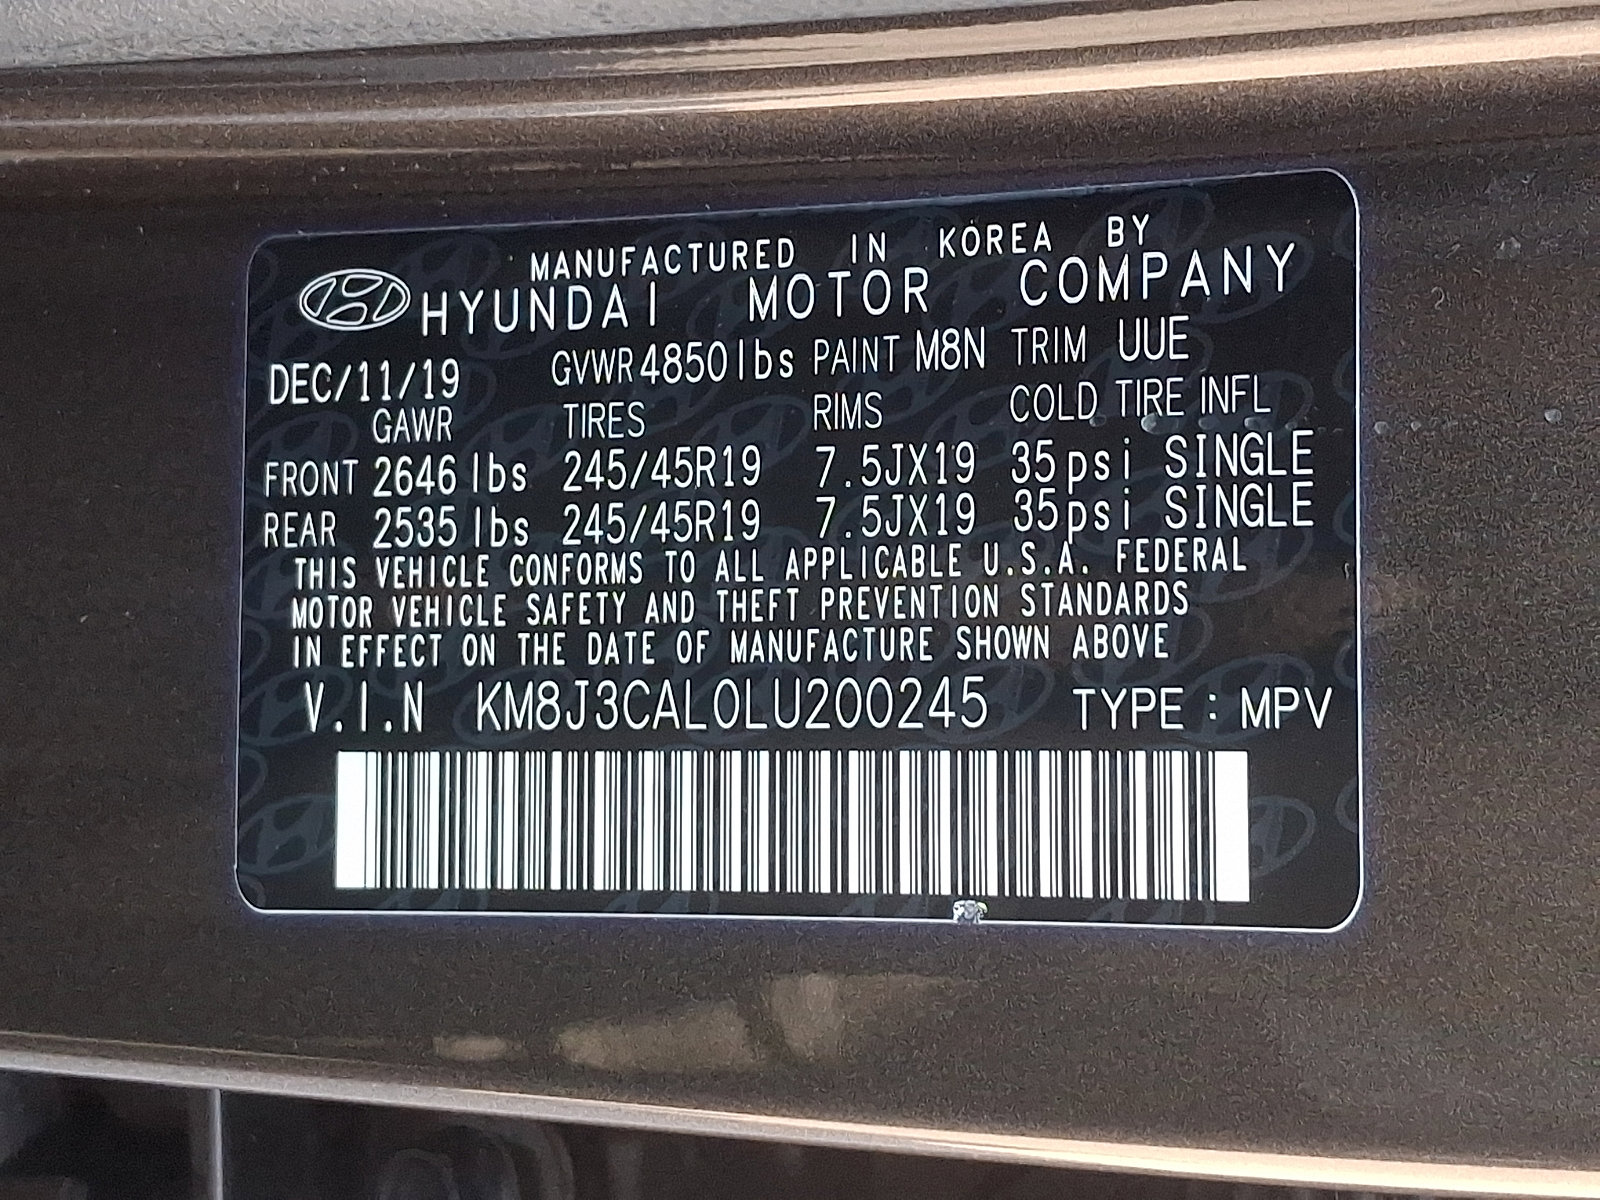 MANUFACTURED IN KOREA BY
HYUNDAI MOTOR COMPANY
DEC/11/19 GVWR 4850lbs PAINT M8N TRIM UUE
GAWR TIRES RIMS COLD TIRE INFL
FRONT 2646 lbs 245/45R19 7.5JX19 35psi SINGLE
REAR 2535 lbs 245/45R19 7.5JX19 35psi SINGLE
THIS VEHICLE CONFORMS TO ALL APPLICABLE U.S.A. FEDERAL
MOTOR VEHICLE SAFETY AND THEFT PREVENTION STANDARDS
IN EFFECT ON THE DATE OF MANUFACTURE SHOWN ABOVE
V.I.N KM8J3CAL0LU200245 TYPE : MPV